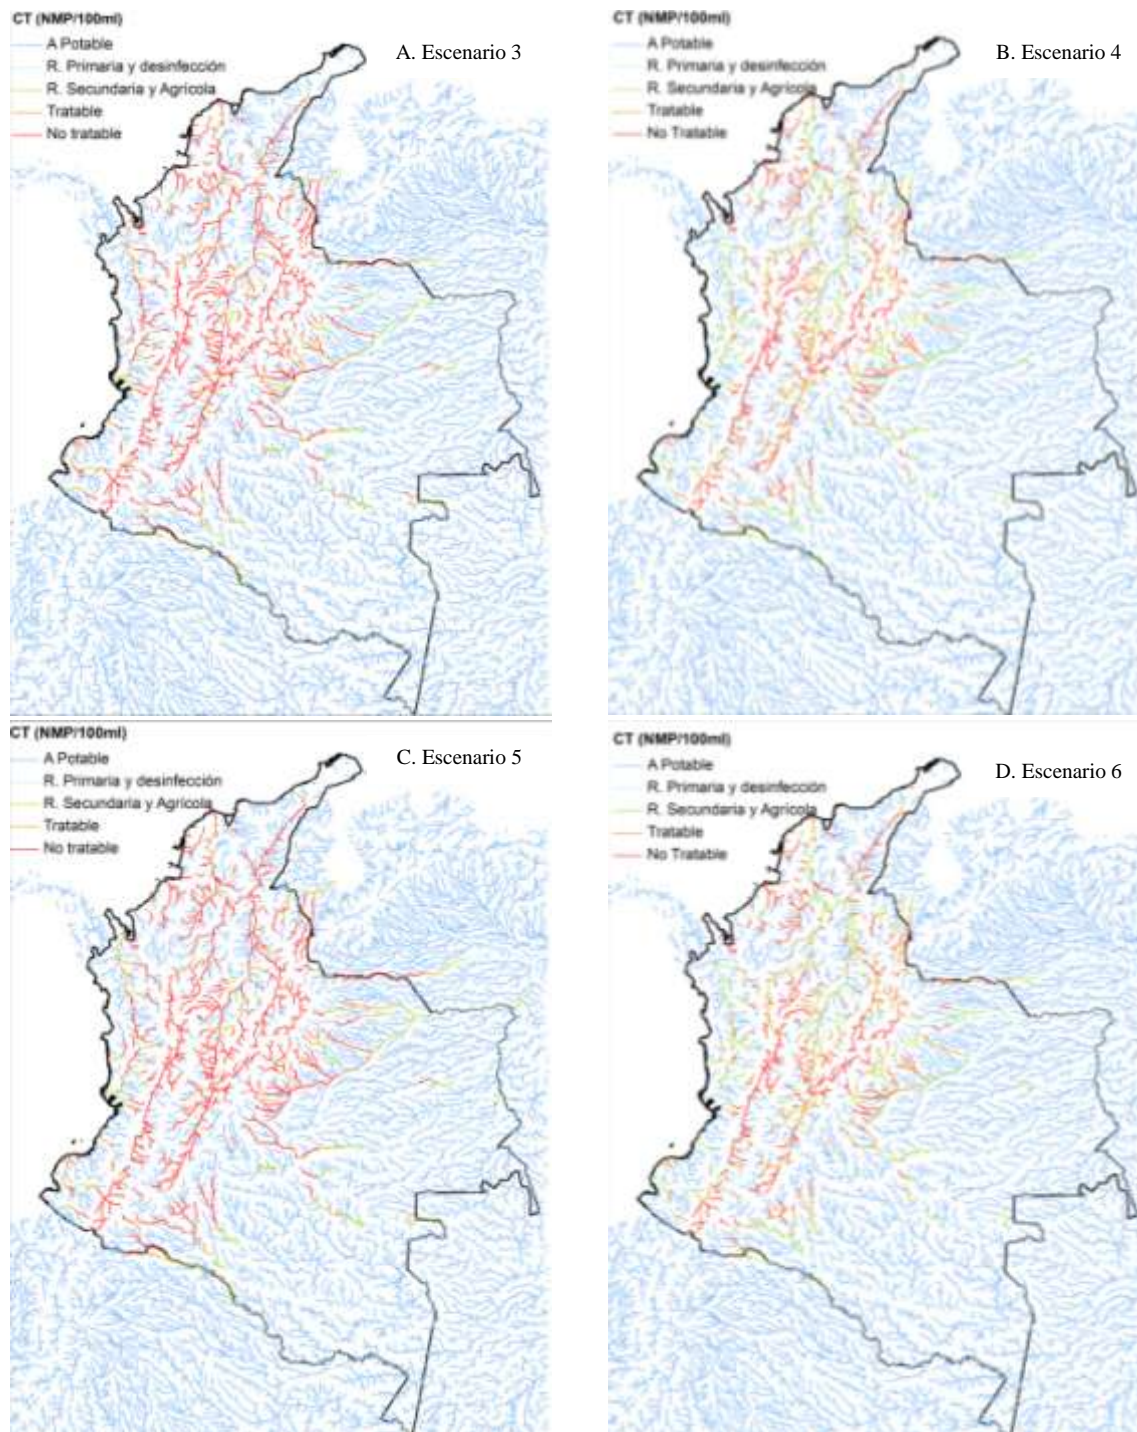 CT (NMP/100ml)
A Potable
R. Primaria y desinfección
R. Secundaria y Agrícola
Tratable
No tratable
A. Escenario 3
CT (NMP/100ml)
A Potable
R. Primaria y desinfección
R. Secundaria y Agrícola
Tratable
No Tratable
B. Escenario 4
CT (NMP/100ml)
A Potable
R. Primaria y desinfección
R. Secundaria y Agrícola
Tratable
No tratable
C. Escenario 5
CT (NMP/100ml)
A Potable
R. Primaria y desinfección
R. Secundaria y Agrícola
Tratable
No Tratable
D. Escenario 6